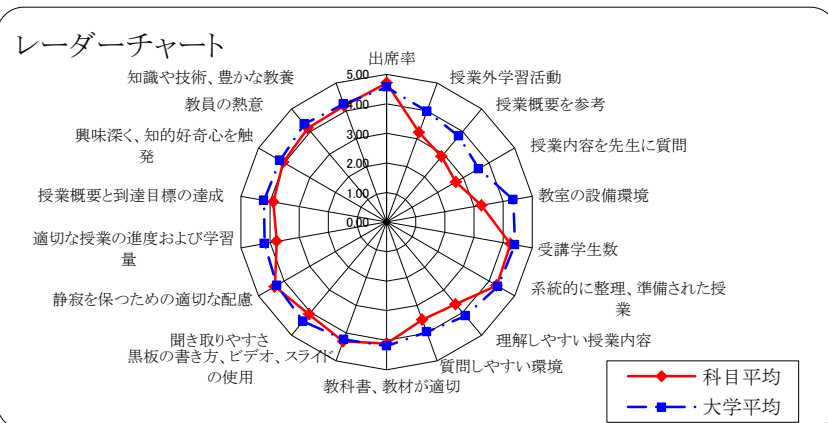 レーダーチャート
出席率
授業外学習活動
授業概要を参考
授業内容を先生に質問
教室の設備環境
受講学生数
系統的に整理、準備された授
業
理解しやすい授業内容
質問しやすい環境
教科書、教材が適切
黒板の書き方、ビデオ、スライド
の使用
聞き取りやすさ
静寂を保つための適切な配慮
適切な授業の進度および学習
量
授業概要と到達目標の達成
興味深く、知的好奇心を触
発
教員の熱意
知識や技術、豊かな教養
5.00
4.00
3.00
2.00
1.00
0.00
科目平均
大学平均